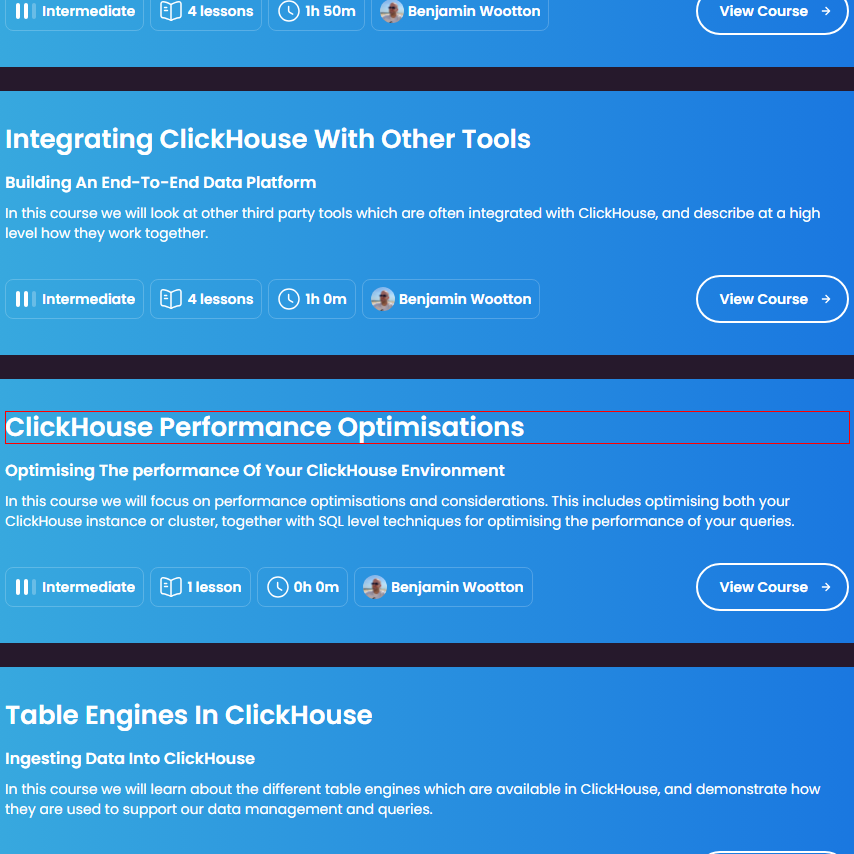 Intermediate 4 lessons 1h 50m Benjamin Wootton View Course →
Integrating ClickHouse With Other Tools
Building An End-To-End Data Platform
In this course we will look at other third party tools which are often integrated with ClickHouse, and describe at a high
level how they work together.
Intermediate 4 lessons 1h 0m Benjamin Wootton View Course →
ClickHouse Performance Optimisations
Optimising The performance Of Your ClickHouse Environment
In this course we will focus on performance optimisations and considerations. This includes optimising both your
ClickHouse instance or cluster, together with SQL level techniques for optimising the performance of your queries.
Intermediate 1 lesson 0h 0m Benjamin Wootton View Course →
Table Engines In ClickHouse
Ingesting Data Into ClickHouse
In this course we will learn about the different table engines which are available in ClickHouse, and demonstrate how
they are used to support our data management and queries.